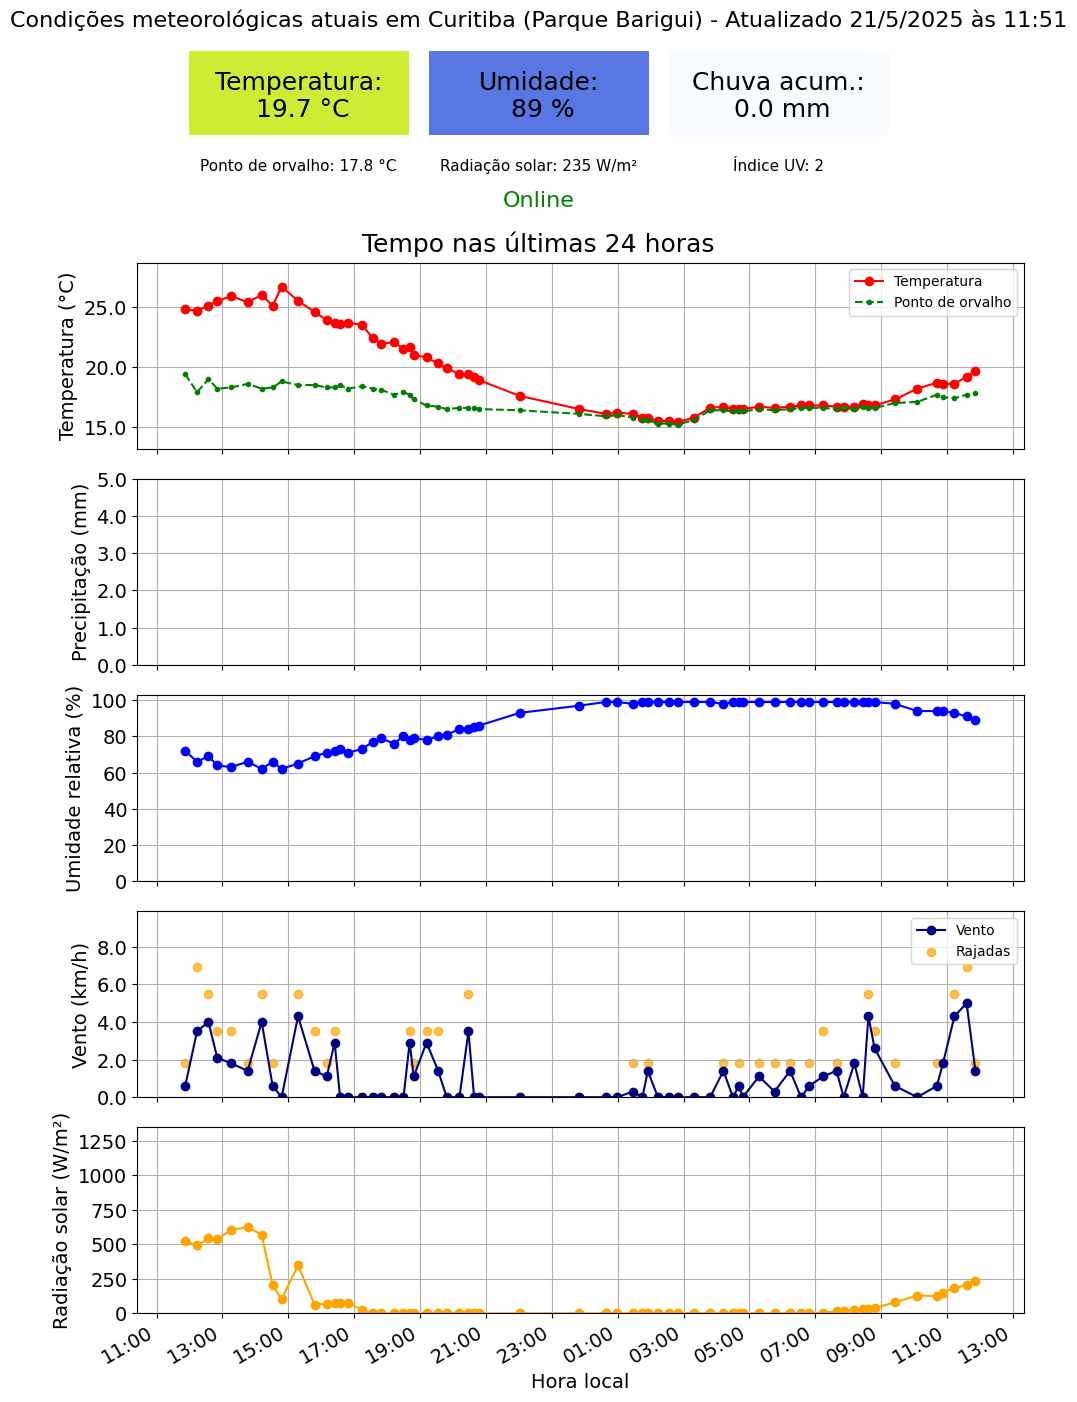 Condições meteorológicas atuais em Curitiba (Parque Barigui) - Atualizado 21/5/2025 às 11:51
Temperatura:
19.7 °C
Umidade:
89 %
Chuva acum.:
0.0 mm
Ponto de orvalho: 17.8 °C
Radiação solar: 235 W/m²
Índice UV: 2
Online
Tempo nas últimas 24 horas
Temperatura (°C)
25.0
20.0
15.0
Temperatura
Ponto de orvalho
Precipitação (mm)
5.0
4.0
3.0
2.0
1.0
0.0
Umidade relativa (%)
100
80
60
40
20
0
Vento (km/h)
8.0
6.0
4.0
2.0
0.0
Vento
Rajadas
Radiação solar (W/m²)
1250
1000
750
500
250
0
11:00
13:00
15:00
17:00
19:00
21:00
23:00
01:00
03:00
05:00
07:00
09:00
11:00
13:00
Hora local